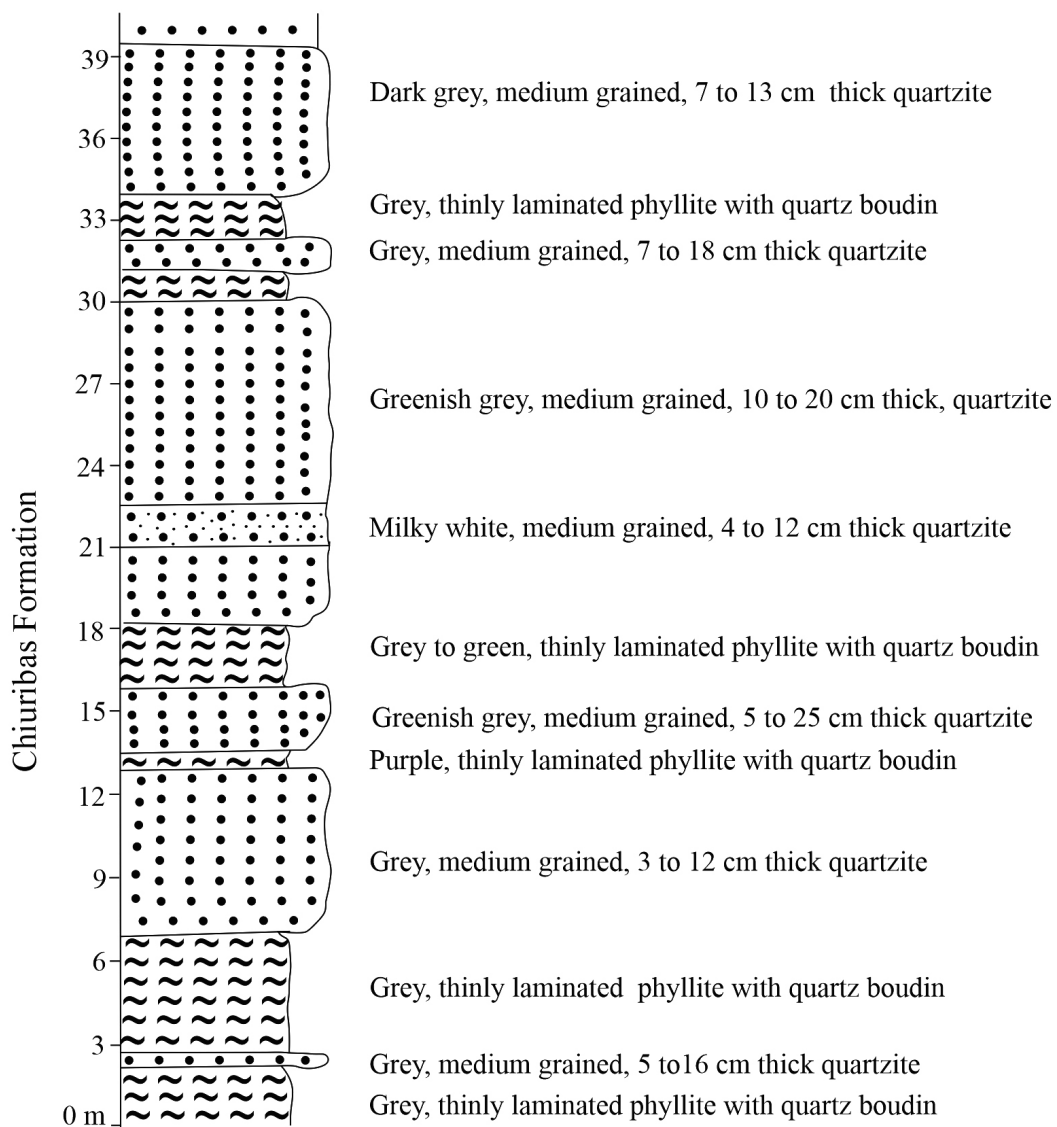 39
Dark grey, medium grained, 7 to 13 cm thick quartzite
36
Grey, thinly laminated phyllite with quartz boudin
33
Grey, medium grained, 7 to 18 cm thick quartzite
30
27
Greenish grey, medium grained, 10 to 20 cm thick, quartzite
24
Milky white, medium grained, 4 to 12 cm thick quartzite
21
Chiuribas Formation
18
Grey to green, thinly laminated phyllite with quartz boudin
15
Greenish grey, medium grained, 5 to 25 cm thick quartzite
Purple, thinly laminated phyllite with quartz boudin
12
Grey, medium grained, 3 to 12 cm thick quartzite
9
6
Grey, thinly laminated phyllite with quartz boudin
3
Grey, medium grained, 5 to16 cm thick quartzite
Grey, thinly laminated phyllite with quartz boudin
0 m